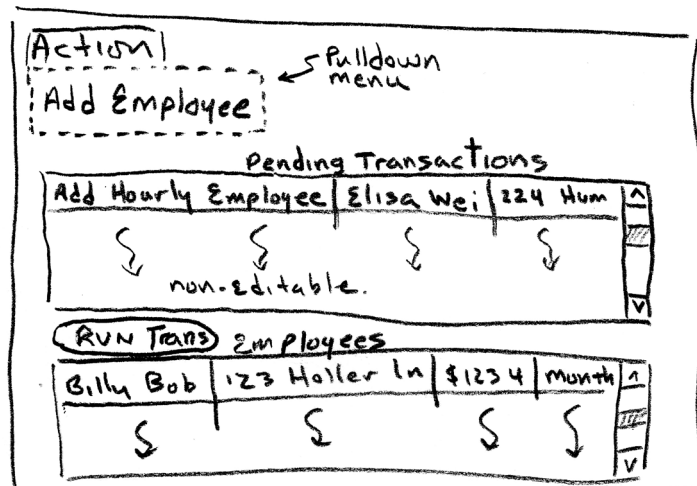 Action
Pulldown
menu
Add Employee
Pending Transactions
Add Hourly Employee Elisa Wei 224 Hum
non-editable.
RUN Trans Employees
Billy Bob 123 Holler Ln $1234 Month